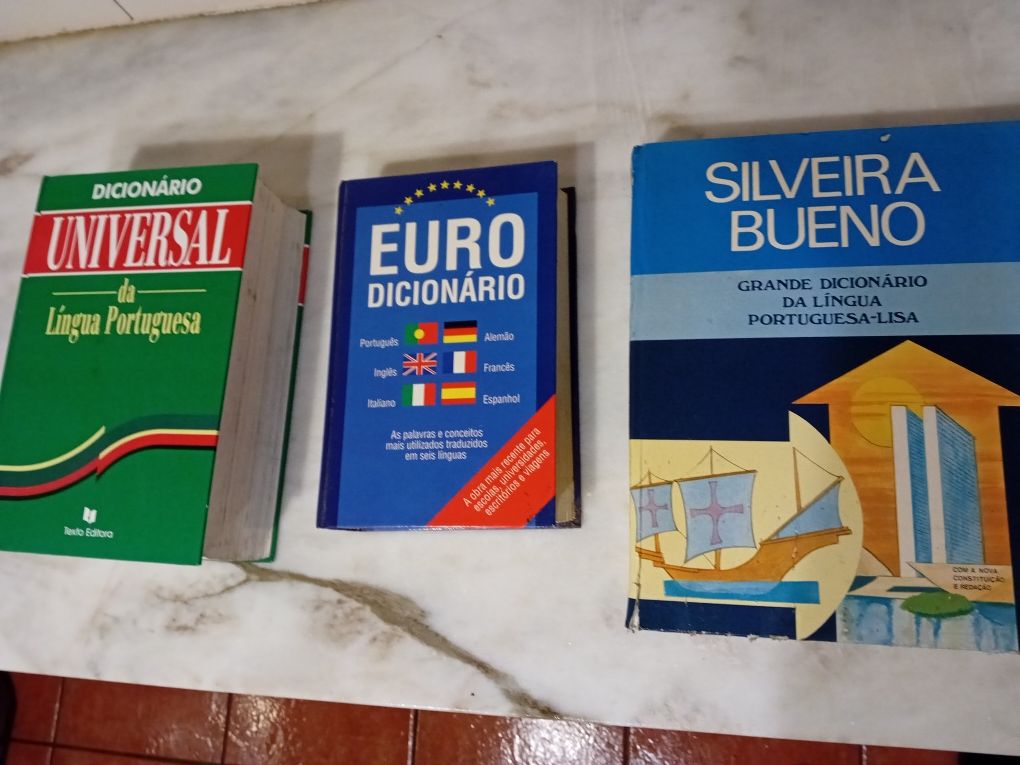 DICIONÁRIO
UNIVERSAL
da
Língua Portuguesa
Texto Editora
EURO
DICIONÁRIO
Português
Alemão
Inglês
Francês
Italiano
Espanhol
As palavras e conceitos
mais utilizados traduzidos
em seis línguas
A obra mais recente para
escolas, universidades,
escritórios e viagens
SILVEIRA
BUENO
GRANDE DICIONÁRIO
DA LÍNGUA
PORTUGUESA-LISA
COM A NOVA
CONSTITUIÇÃO
E REDAÇÃO